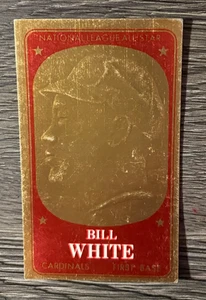 NATIONAL LEAGUE ALL-STAR
BILL
WHITE
CARDINALS FIRST BASE